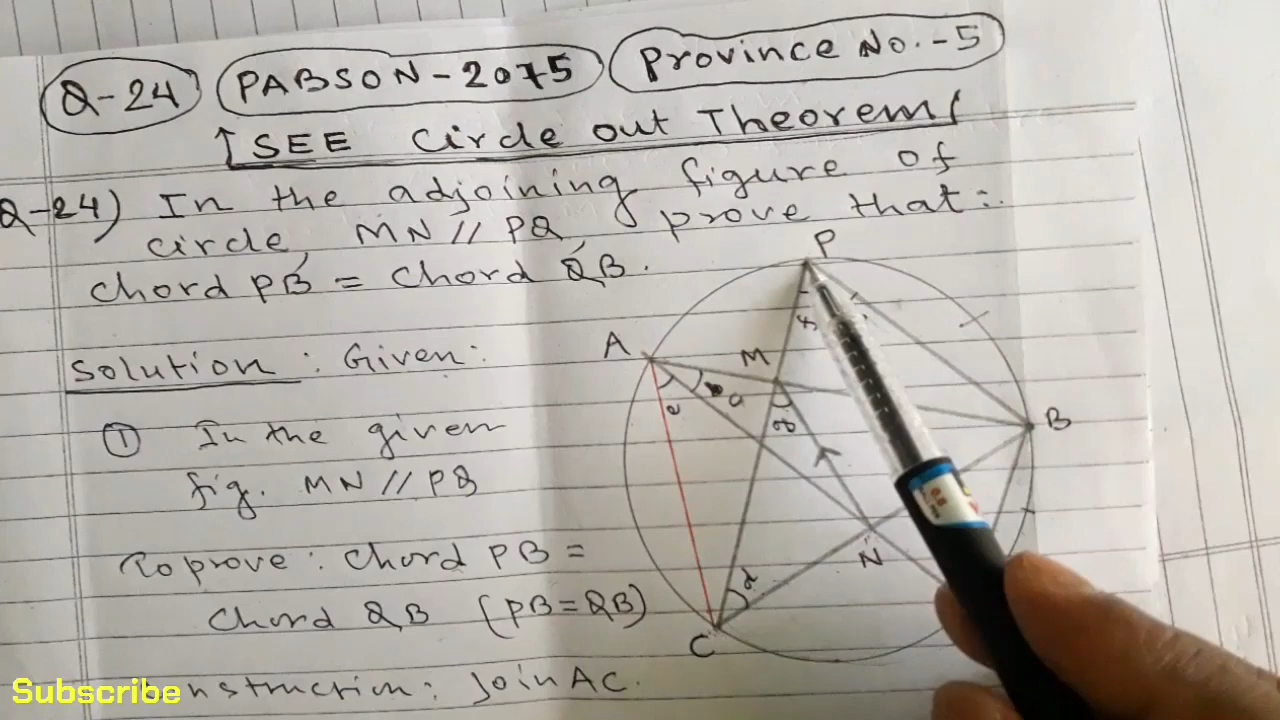 Q-24 PABSON-2075 Province No.-5
SEE Circle out Theorem
Q-24) In the adjoining figure of
circle, MN // PQ, prove that:
chord PB = chord QB.
Solution: Given:
① In the given
fig. MN // PQ
To prove: Chord PB =
Chord QB (PB=QB)
nstruction: Join AC.
P
A
M
B
N
C
a
b
d
e
Subscribe